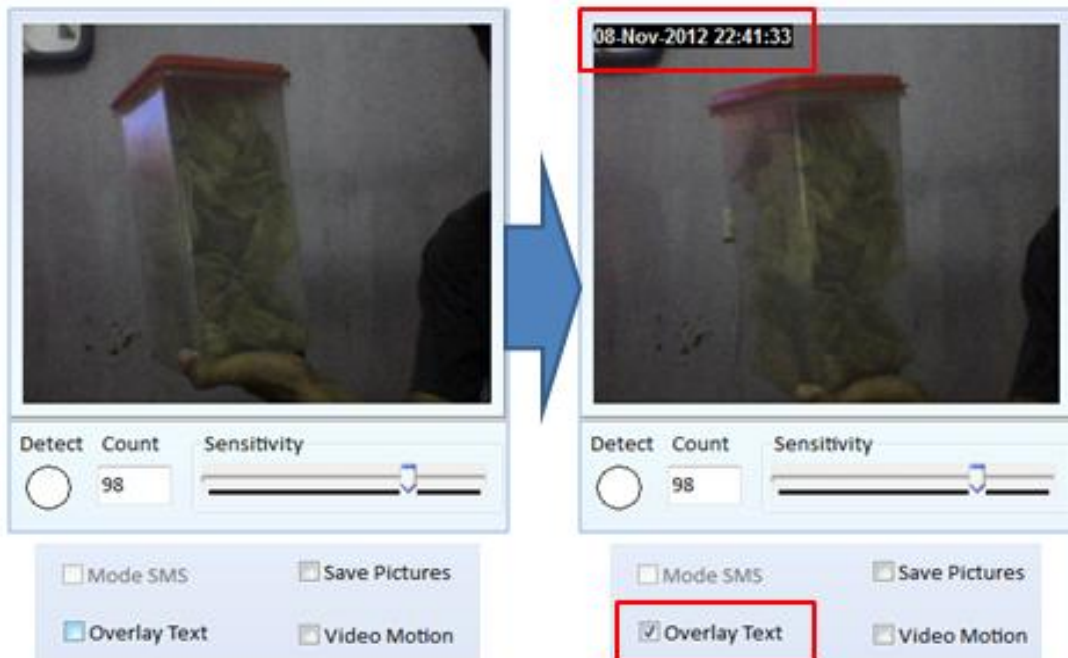 08-Nov-2012 22:41:33
Detect Count Sensitivity
98
Detect Count Sensitivity
98
Mode SMS Save Pictures
Overlay Text Video Motion
Mode SMS Save Pictures
Overlay Text Video Motion